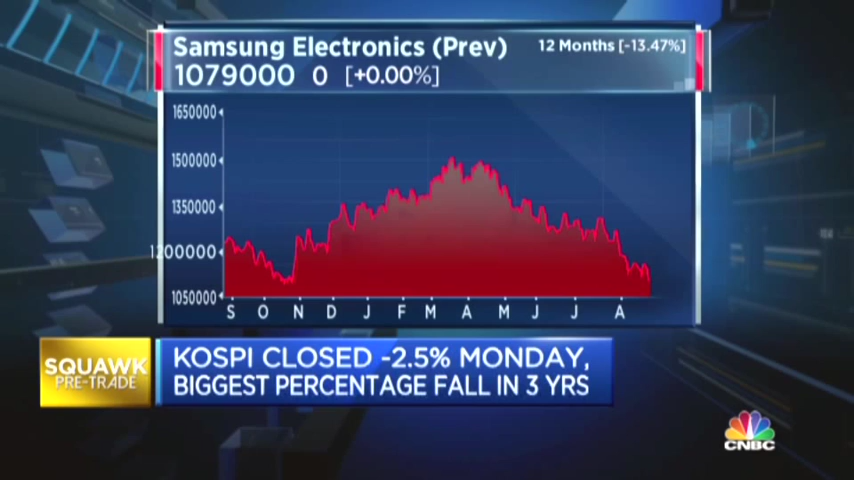 Samsung Electronics (Prev)
12 Months [-13.47%]
1079000 0 [+0.00%]
1650000
1500000
1350000
1200000
1050000
S O N D J F M A M J J A
SQUAWK
PRE-TRADE
KOSPI CLOSED -2.5% MONDAY,
BIGGEST PERCENTAGE FALL IN 3 YRS
CNBC